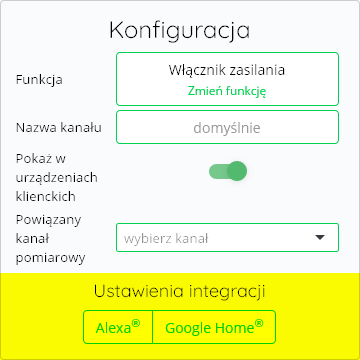 Konfiguracja
Funkcja
Włącznik zasilania
Zmień funkcję
Nazwa kanału
domyślnie
Pokaż w
urządzeniach
klienckich
Powiązany
kanał
pomiarowy
wybierz kanał
Ustawienia integracji
Alexa® Google Home®